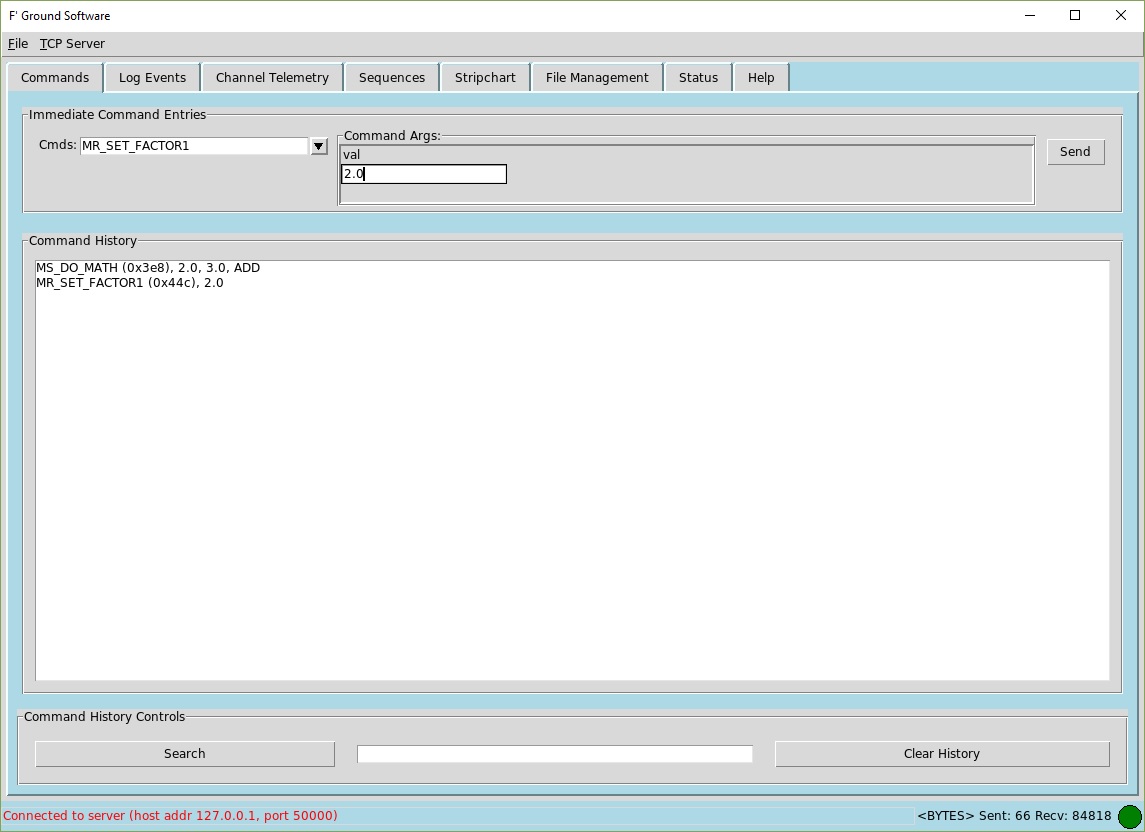 F' Ground Software
File TCP Server
Commands Log Events Channel Telemetry Sequences Stripchart File Management Status Help
Immediate Command Entries
Cmds: MR_SET_FACTOR1
Command Args:
val
2.0
Send
Command History
MS_DO_MATH (0x3e8), 2.0, 3.0, ADD
MR_SET_FACTOR1 (0x44c), 2.0
Command History Controls
Search Clear History
Connected to server (host addr 127.0.0.1, port 50000) <BYTES> Sent: 66 Recv: 84818